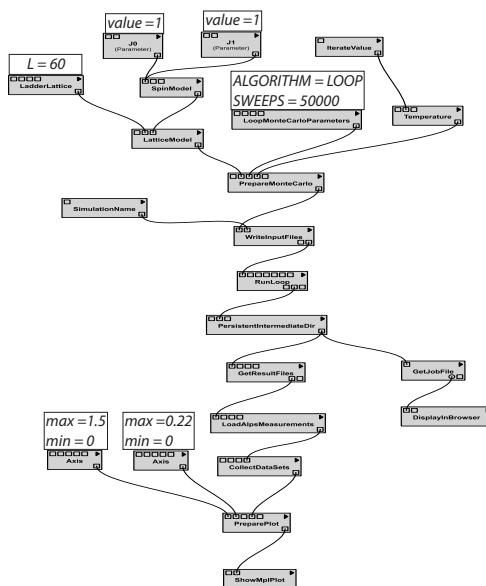 value =1
value =1
J0
(Parameter)
J1
(Parameter)
IterateValue
L = 60
LadderLattice
SpinModel
ALGORITHM = LOOP
SWEEPS = 50000
LoopMonteCarloParameters
Temperature
LatticeModel
PrepareMonteCarlo
SimulationName
WriteInputFiles
RunLoop
PersistentIntermediateDir
GetResultFiles
GetJobFile
LoadAlpsMeasurements
DisplayInBrowser
max =1.5
min = 0
max =0.22
min = 0
Axis
Axis
CollectDataSets
PreparePlot
ShowMplPlot